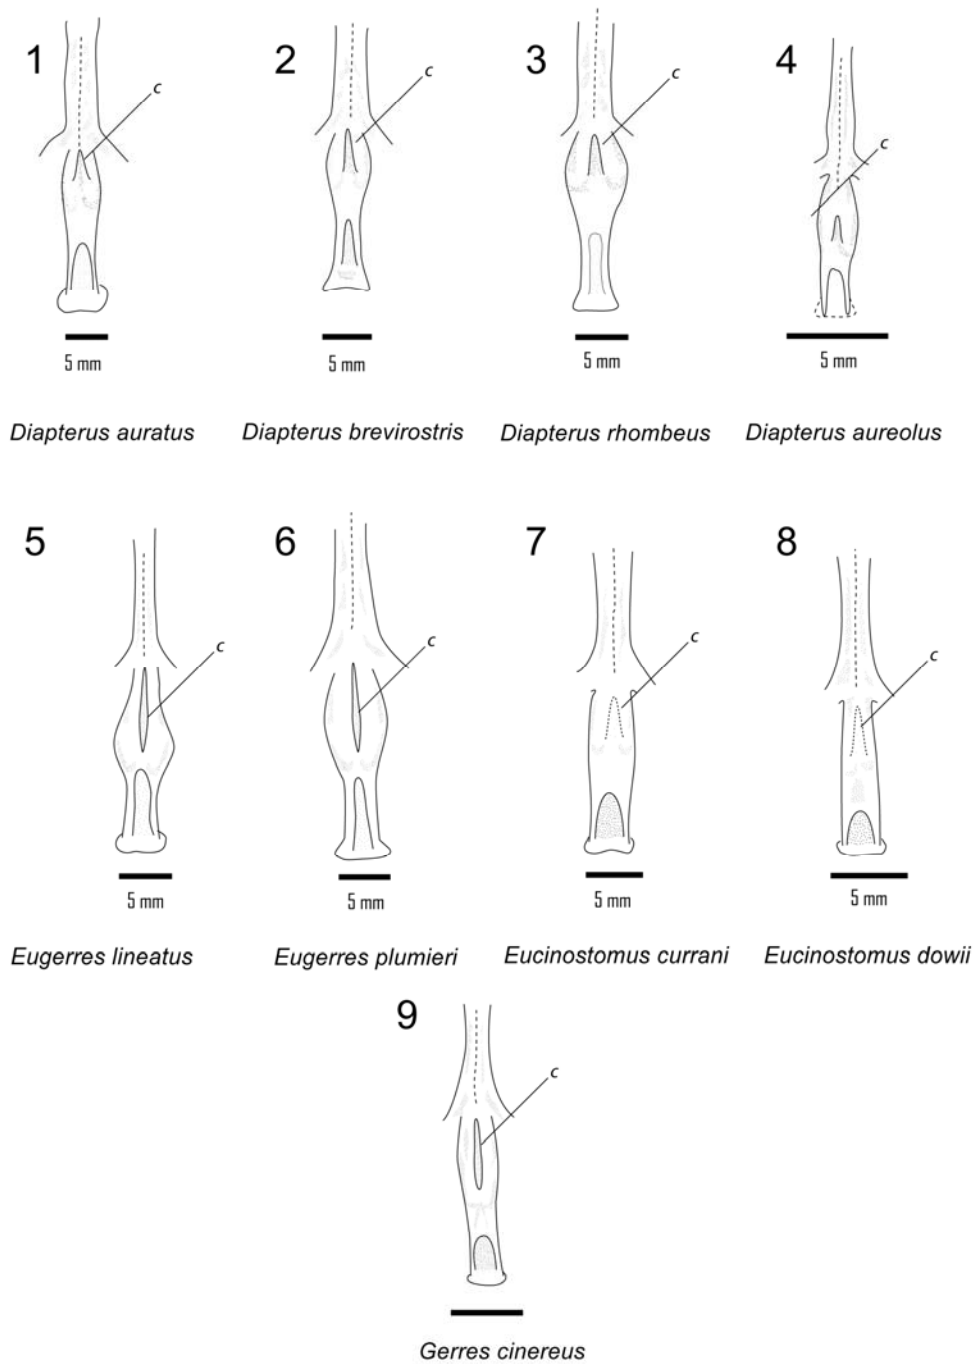 1 2 3 4
c c c c
5 mm 5 mm 5 mm 5 mm
Diapterus auratus Diapterus brevirostris Diapterus rhombeus Diapterus aureolus
5 6 7 8
c c c c
5 mm 5 mm 5 mm 5 mm
Eugerres lineatus Eugerres plumieri Eucinostomus currani Eucinostomus dowii
9
c
Gerres cinereus